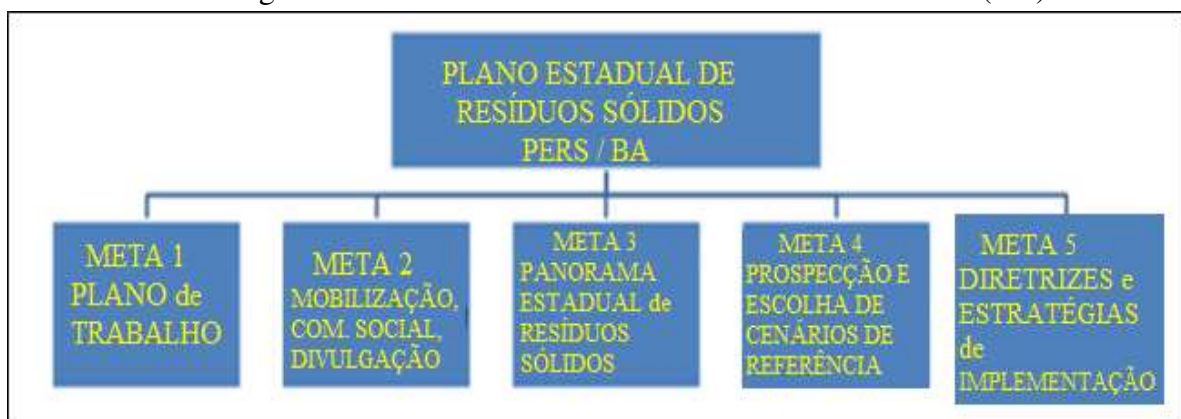 PLANO ESTADUAL DE
RESÍDUOS SÓLIDOS
PERS / BA
META 1
PLANO de
TRABALHO
META 2
MOBILIZAÇÃO,
COM. SOCIAL,
DIVULGAÇÃO
META 3
PANORAMA
ESTADUAL de
RESÍDUOS
SÓLIDOS
META 4
PROSPECÇÃO E
ESCOLHA DE
CENÁRIOS DE
REFERÊNCIA
META 5
DIRETRIZES e
ESTRATÉGIAS
de
IMPLEMENTAÇÃO